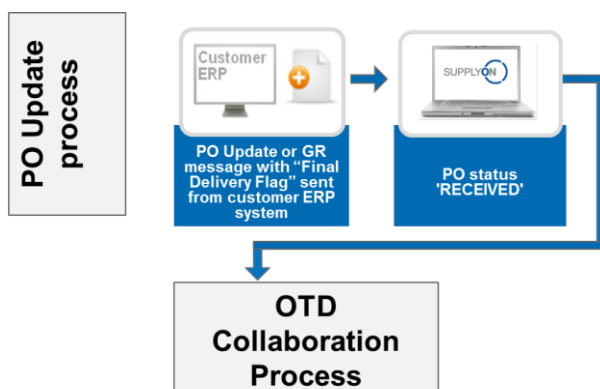 PO Update
process
Customer
ERP
SUPPLYON
PO Update or GR
message with “Final
Delivery Flag” sent
from customer ERP
system
PO status
'RECEIVED'
OTD
Collaboration
Process